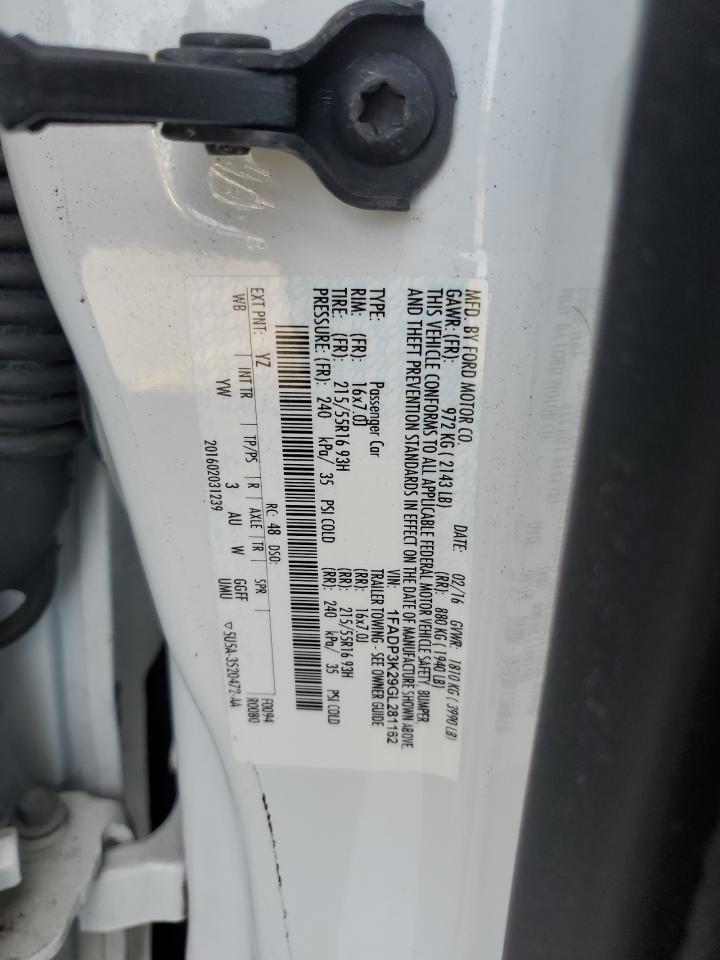 MFD. BY FORD MOTOR CO.
DATE: 02/16 GVWR: 1810 KG ( 3990 LB)
GAWR: (FR): 972 KG ( 2143 LB) (RR): 880 KG ( 1940 LB)
THIS VEHICLE CONFORMS TO ALL APPLICABLE FEDERAL MOTOR VEHICLE SAFETY, BUMPER
AND THEFT PREVENTION STANDARDS IN EFFECT ON THE DATE OF MANUFACTURE SHOWN ABOVE.
VIN: 1FADP3K29GL281162
TYPE: Passenger Car TRAILER TOWING - SEE OWNER GUIDE
RIM: (FR): 16x7.0J (RR): 16x7.0J
TIRE: (FR): 215/55R16 93H (RR): 215/55R16 93H
PRESSURE: (FR): 240 kPa/ 35 PSI COLD (RR): 240 kPa/ 35 PSI COLD
EXT PNT: YZ RC: 48 DSO: F0094
R0080
WB INT TR TP/PS R AXLE TR SPR
YW 3 AU W GGFF
UMU
201602031239 ▽ 5U5A-3520472-AA